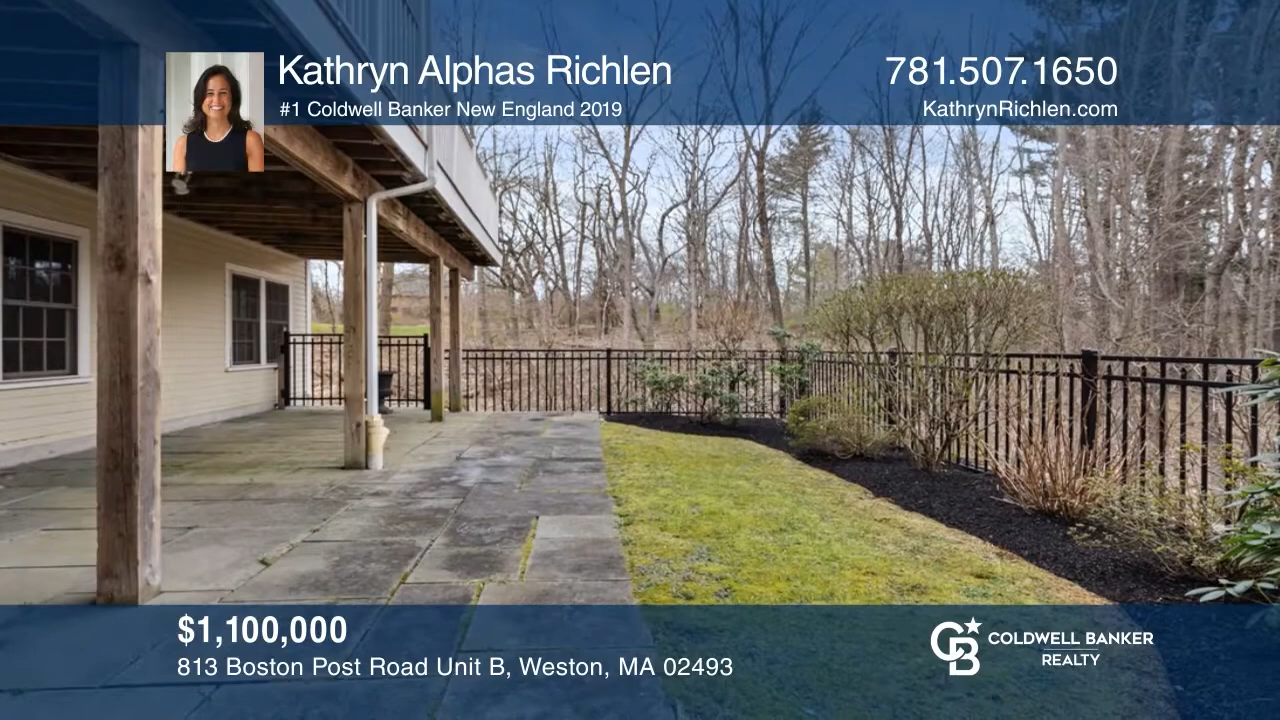 Kathryn Alphas Richlen
#1 Coldwell Banker New England 2019
781.507.1650
KathrynRichlen.com
$1,100,000
813 Boston Post Road Unit B, Weston, MA 02493
CB
COLDWELL BANKER
REALTY